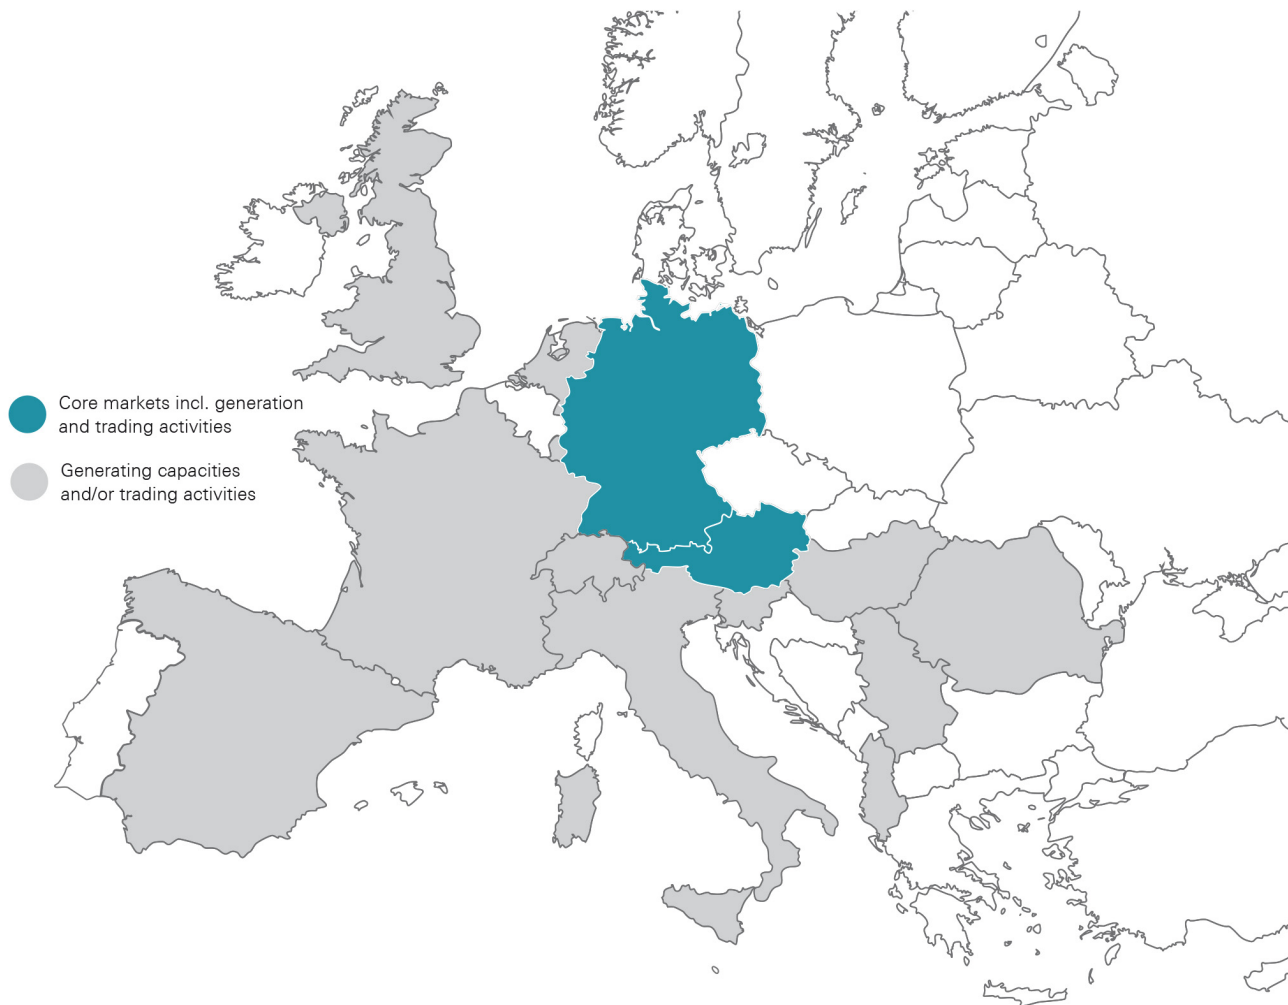 Core markets incl. generation
and trading activities
Generating capacities
and/or trading activities